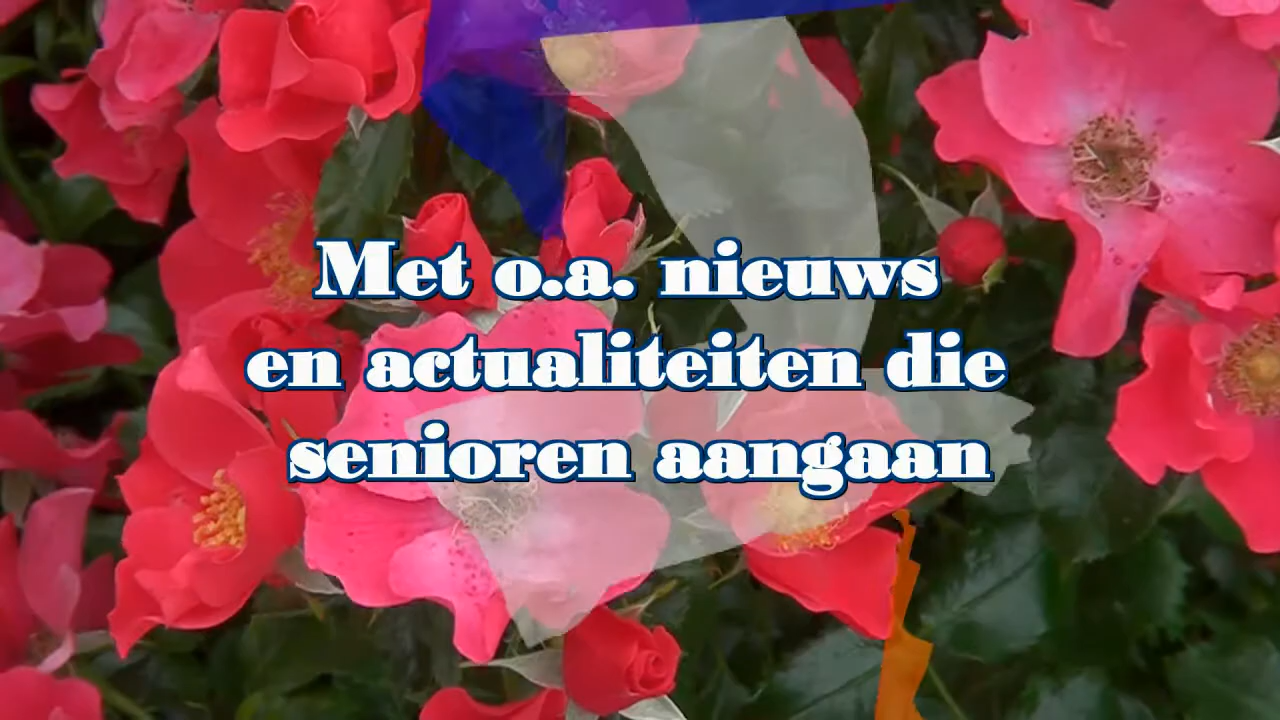 Met o.a. nieuws
en actualiteiten die
senioren aangaan